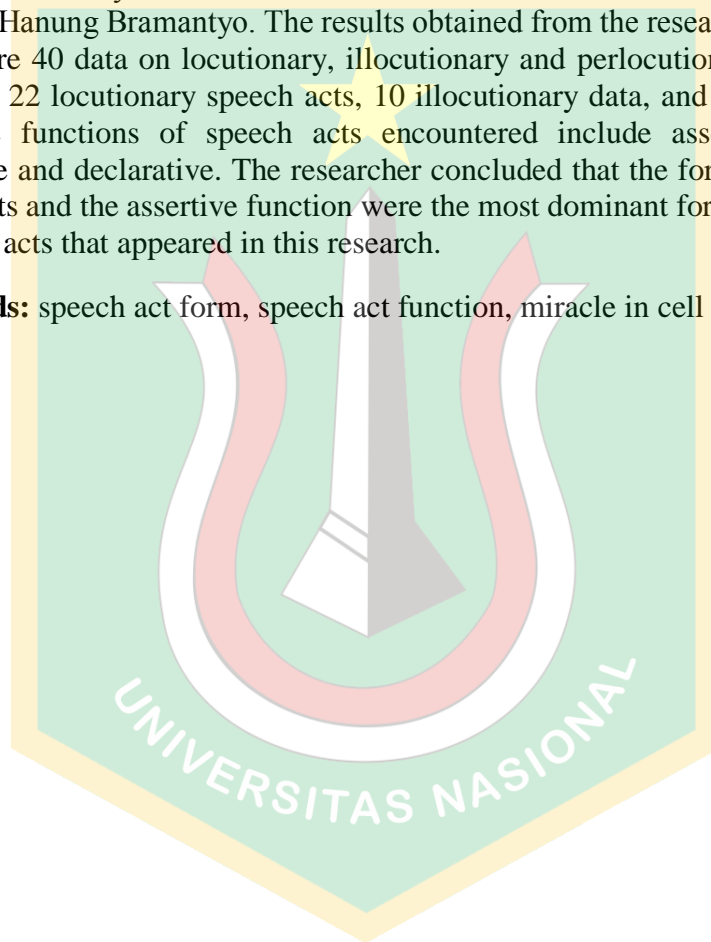 Hanung Bramantyo. The results obtained from the resea
re 40 data on locutionary, illocutionary and perlocution
22 locutionary speech acts, 10 illocutionary data, and
functions of speech acts encountered include ass
e and declarative. The researcher concluded that the for
ts and the assertive function were the most dominant for
acts that appeared in this research.
ds: speech act form, speech act function, miracle in cell
UNIVERSITAS NASIONAL